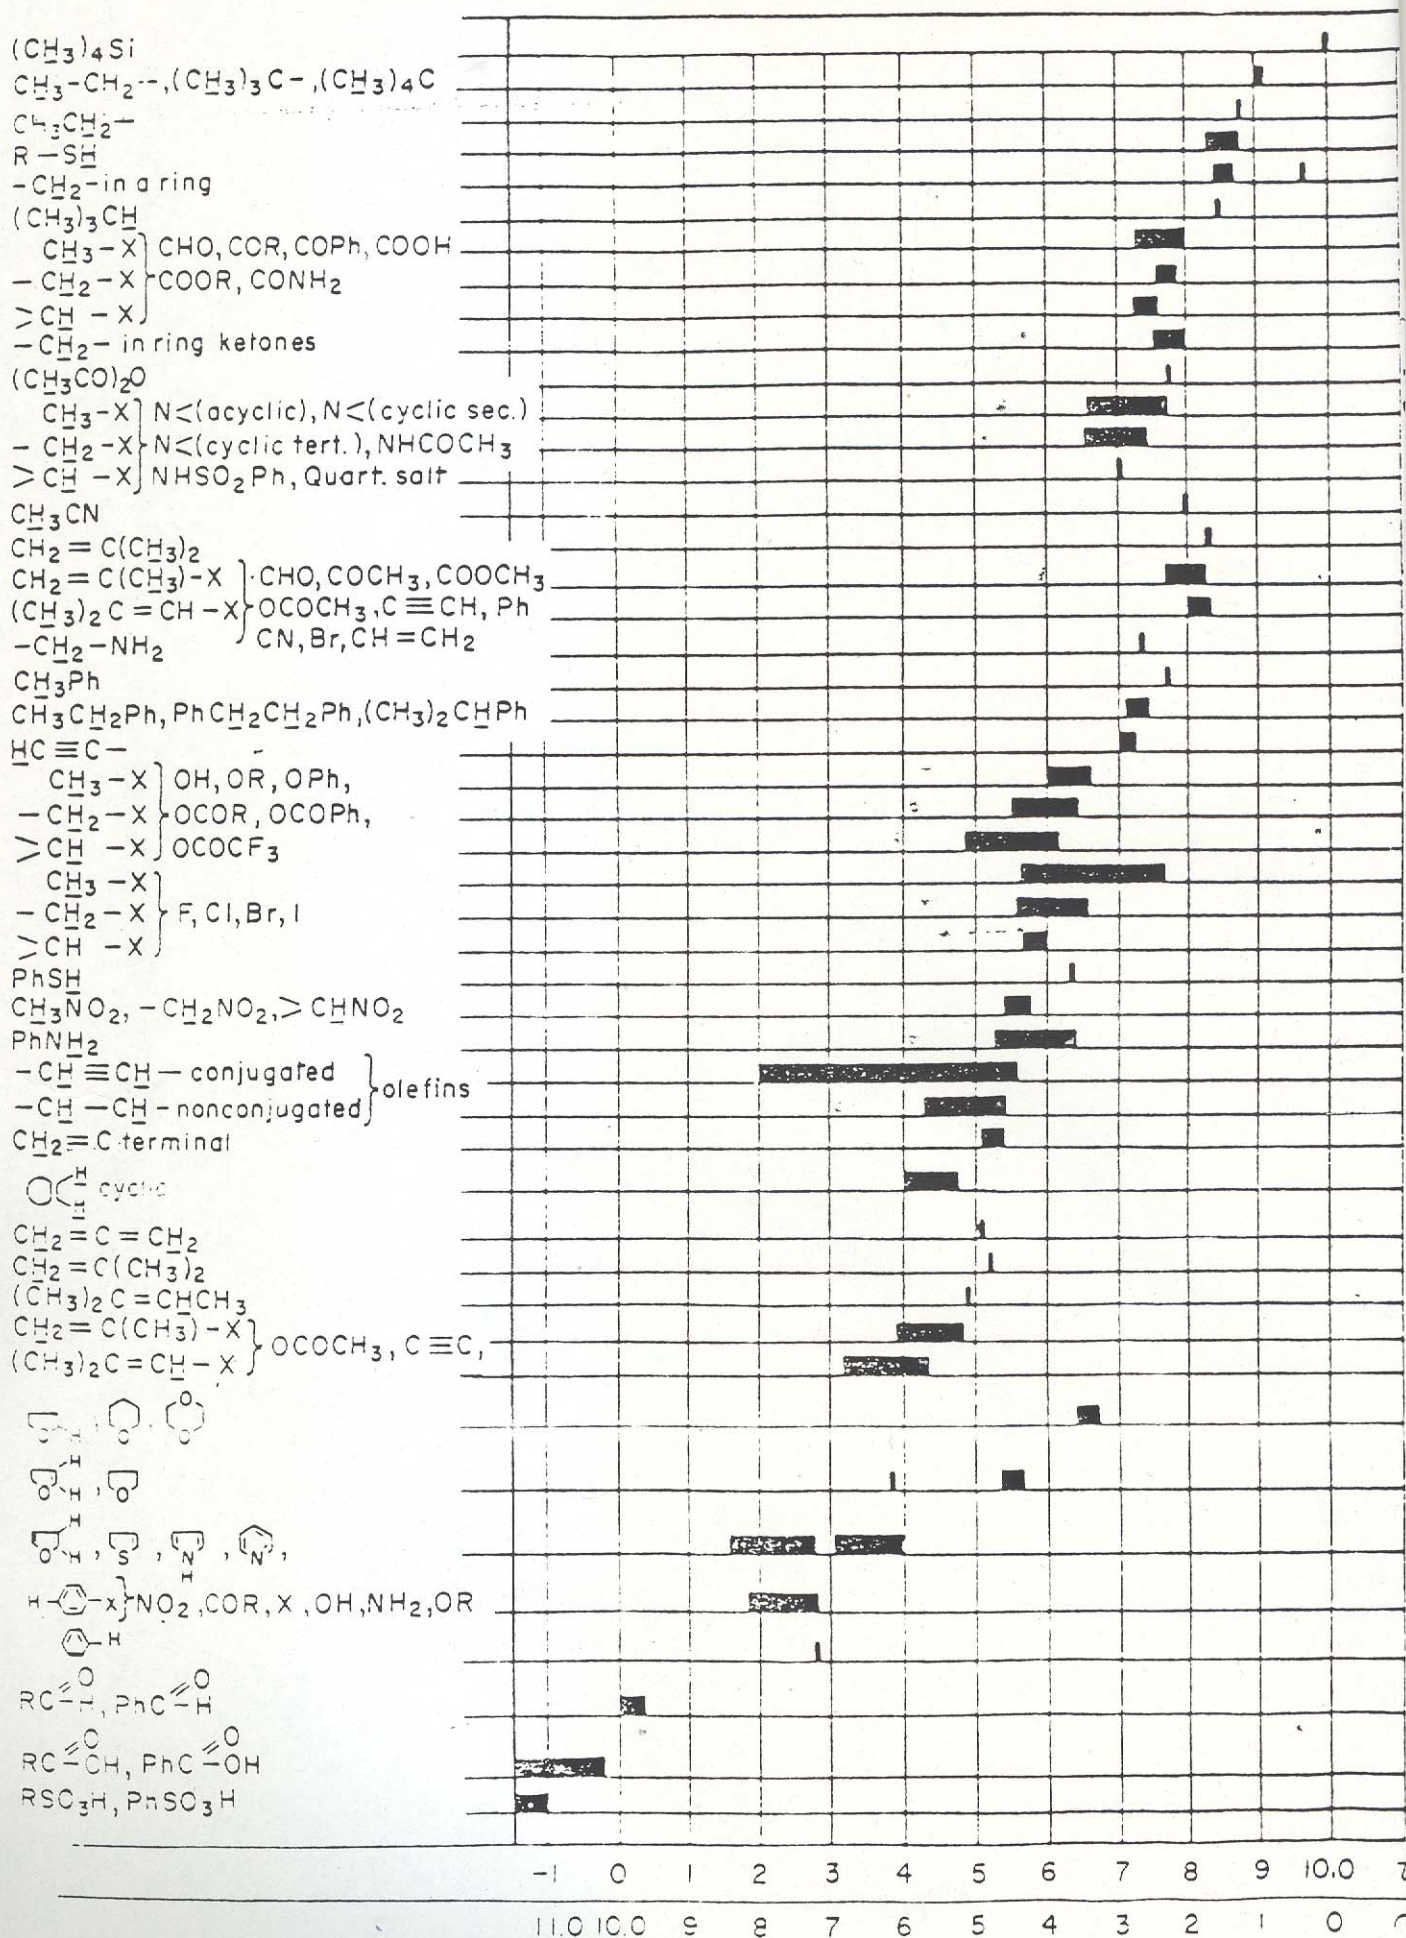 (CH3)4Si
CH3-CH2--,(CH3)3C-,(CH3)4C
CH3CH2-
R-SH
-CH2-in a ring
(CH3)3CH
CH3-X} CHO, COR, COPh, COOH
-CH2-X} COOR, CONH2
>CH -X}
-CH2- in ring ketones
(CH3CO)2O
CH3-X} N<(acyclic), N<(cyclic sec.)
-CH2-X} N<(cyclic tert.), NHCOCH3
>CH -X} NHSO2Ph, Quart. salt
CH3CN
CH2=C(CH3)2
CH2=C(CH3)-X} CHO, COCH3, COOCH3
(CH3)2C=CH-X} OCOCH3, C≡CH, Ph
-CH2-NH2 CN, Br, CH=CH2
CH3Ph
CH3CH2Ph, PhCH2CH2Ph,(CH3)2CHPh
HC≡C-
CH3-X} OH, OR, OPh,
-CH2-X} OCOR, OCOPh,
>CH -X} OCOCF3
CH3-X}
-CH2-X} F, Cl, Br, I
>CH -X}
PhSH
CH3NO2, -CH2NO2, >CHNO2
PhNH2
-CH≡CH- conjugated } olefins
-CH-CH-nonconjugated }
CH2=C terminal
H cyclic
H
CH2=C=CH2
CH2=C(CH3)2
(CH3)2C=CHCH3
CH2=C(CH3)-X} OCOCH3, C≡C,
(CH3)2C=CH-X}
O H, O, O O
O H H, O
O H H, S, N H, N,
H- -X} NO2, COR, X, OH, NH2, OR
-H
RC=O-H, PhC=O-H
RC=O-OH, PhC=O-OH
RSO3H, PhSO3H
-1 0 1 2 3 4 5 6 7 8 9 10.0
11.0 10.0 9 8 7 6 5 4 3 2 1 0